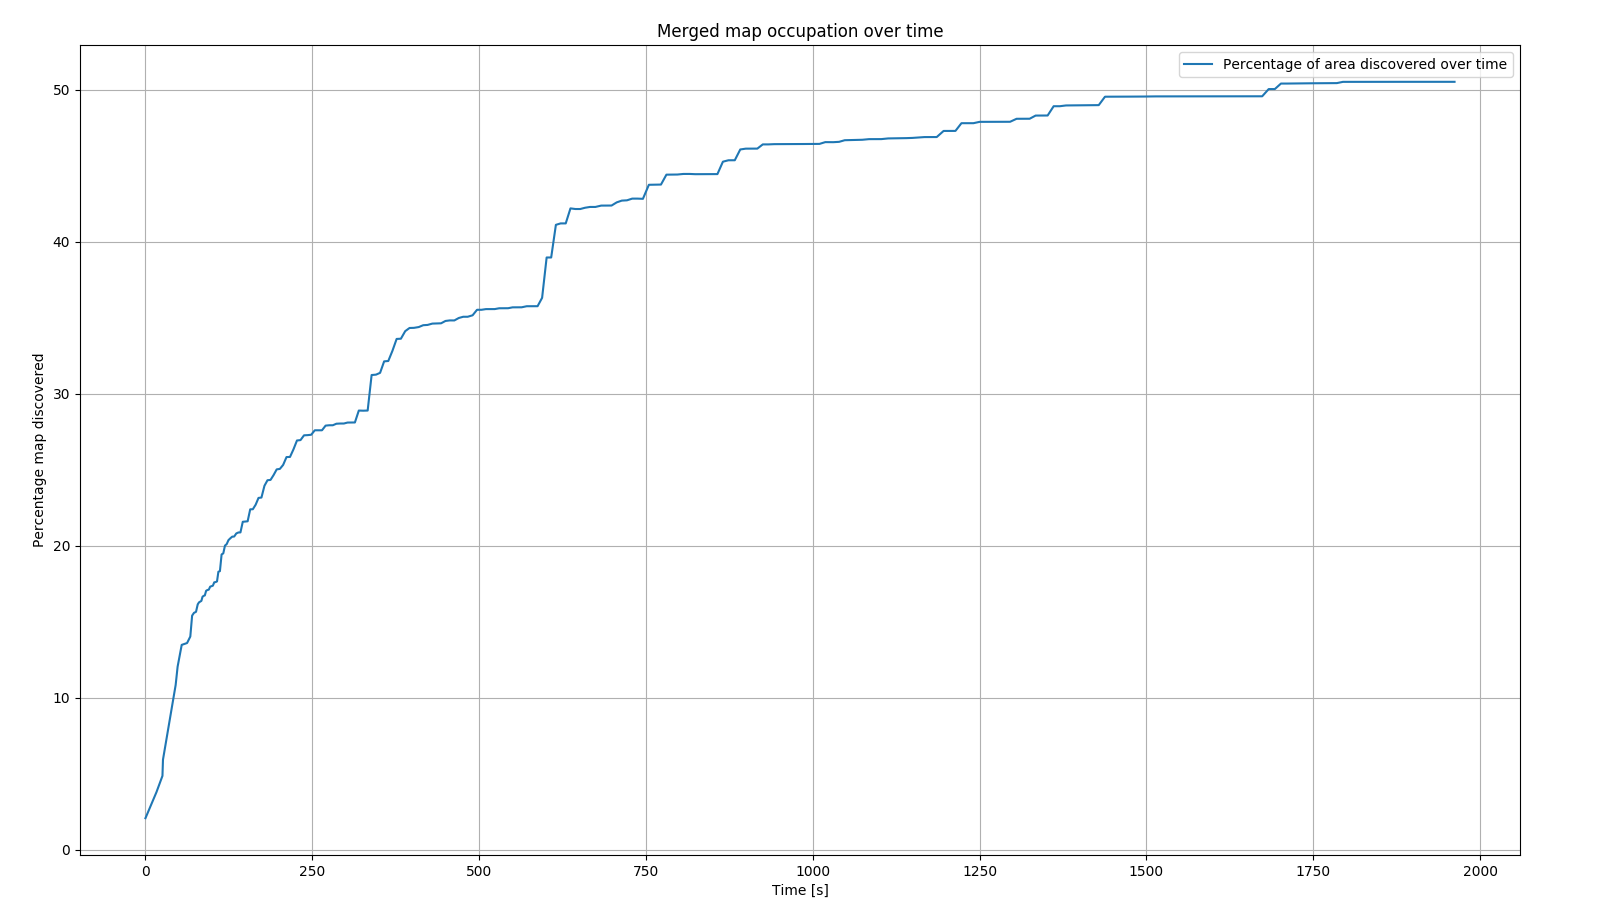 Merged map occupation over time
Percentage of area discovered over time
50
40
30
20
10
0
Percentage map discovered
0 250 500 750 1000 1250 1500 1750 2000
Time [s]